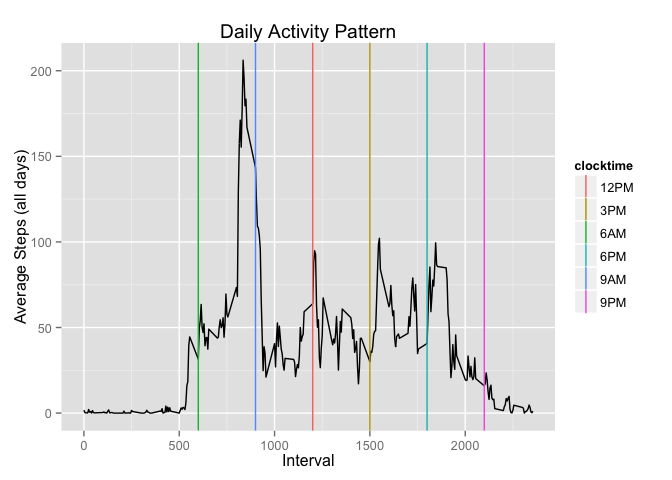 Daily Activity Pattern
Average Steps (all days)
200
150
100
50
0
0 500 1000 1500 2000
Interval
clocktime
12PM
3PM
6AM
6PM
9AM
9PM